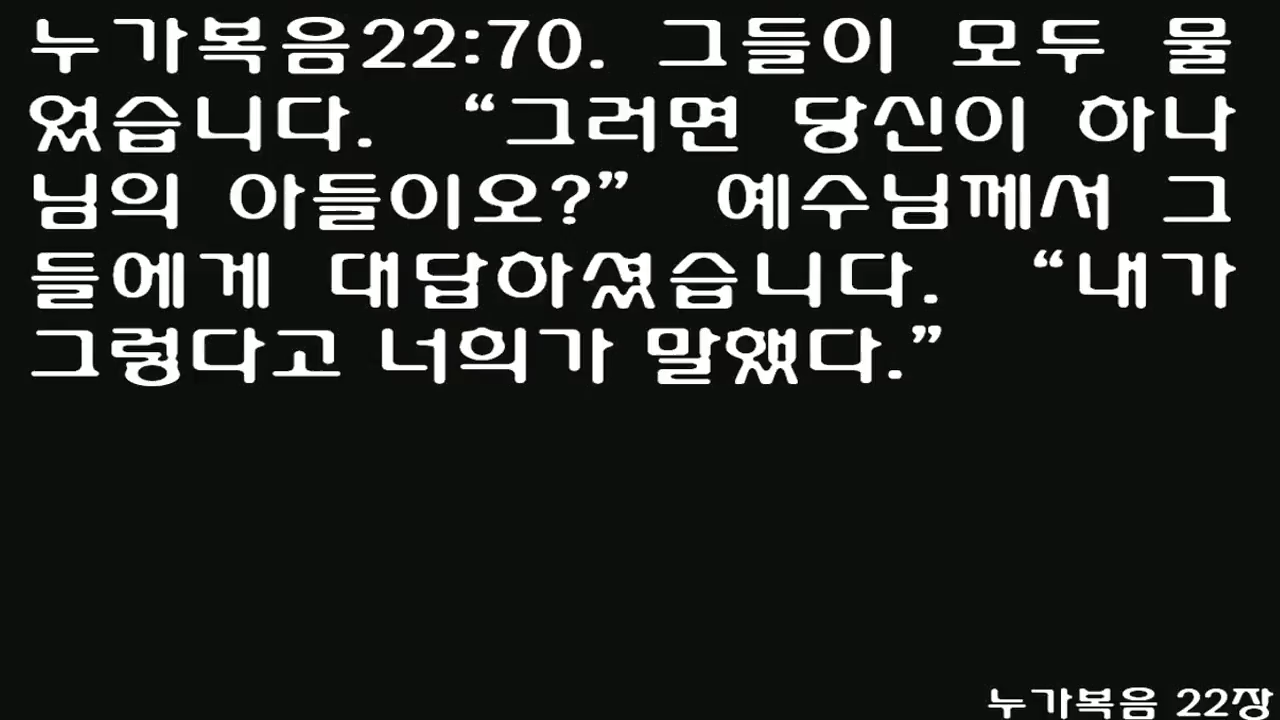 누가복음22:70. 그들이 모두 물
었습니다. “그러면 당신이 하나
님의 아들이오?” 예수님께서 그
들에게 대답하셨습니다. “내가
그렇다고 너희가 말했다.”
누가복음 22장